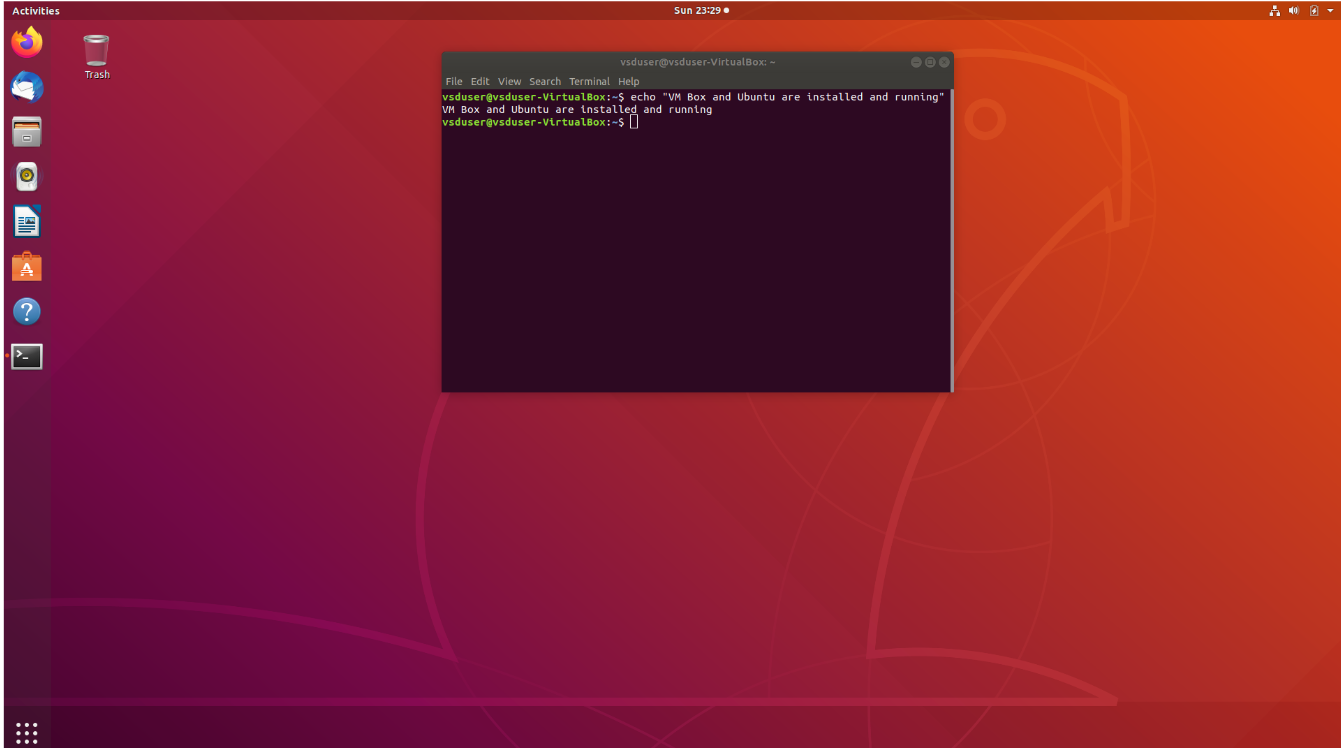 Activities
Sun 23:29
Trash
vsduser@vsduser-VirtualBox: ~
File Edit View Search Terminal Help
vsduser@vsduser-VirtualBox:~$ echo "VM Box and Ubuntu are installed and running"
VM Box and Ubuntu are installed and running
vsduser@vsduser-VirtualBox:~$